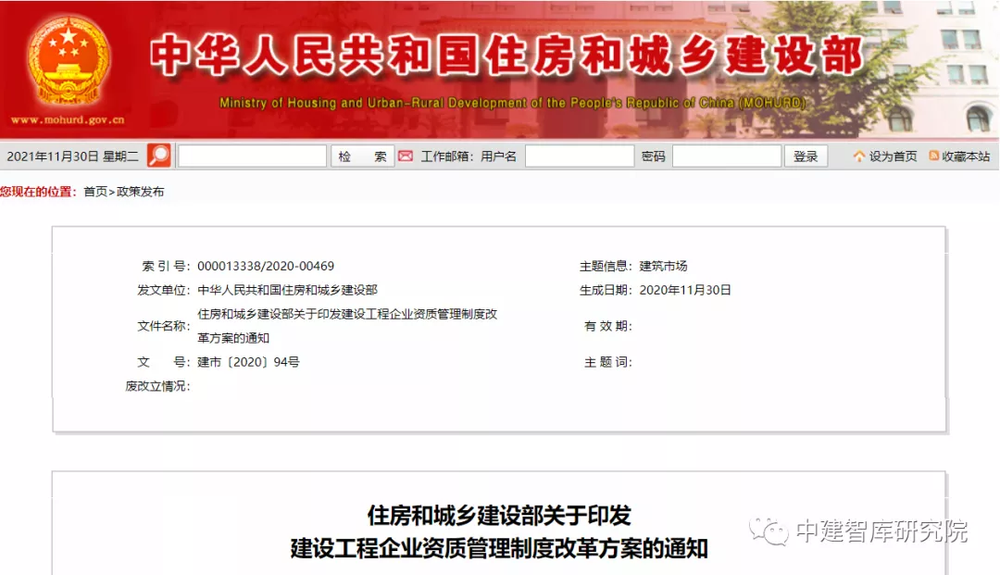 中华人民共和国住房和城乡建设部
Ministry of Housing and Urban-Rural Development of the People's Republic of China (MOHURD)
www.mohurd.gov.cn
2021年11月30日 星期二 检 索 工作邮箱：用户名 密码 登录 设为首页 收藏本站
您现在的位置：首页>政策发布
索 引 号：000013338/2020-00469 主题信息：建筑市场
发文单位：中华人民共和国住房和城乡建设部 生成日期：2020年11月30日
文件名称：住房和城乡建设部关于印发建设工程企业资质管理制度改
革方案的通知
有 效 期：
文 号：建市〔2020〕94号 主 题 词：
废改立情况：
住房和城乡建设部关于印发
建设工程企业资质管理制度改革方案的通知
中建智库研究院